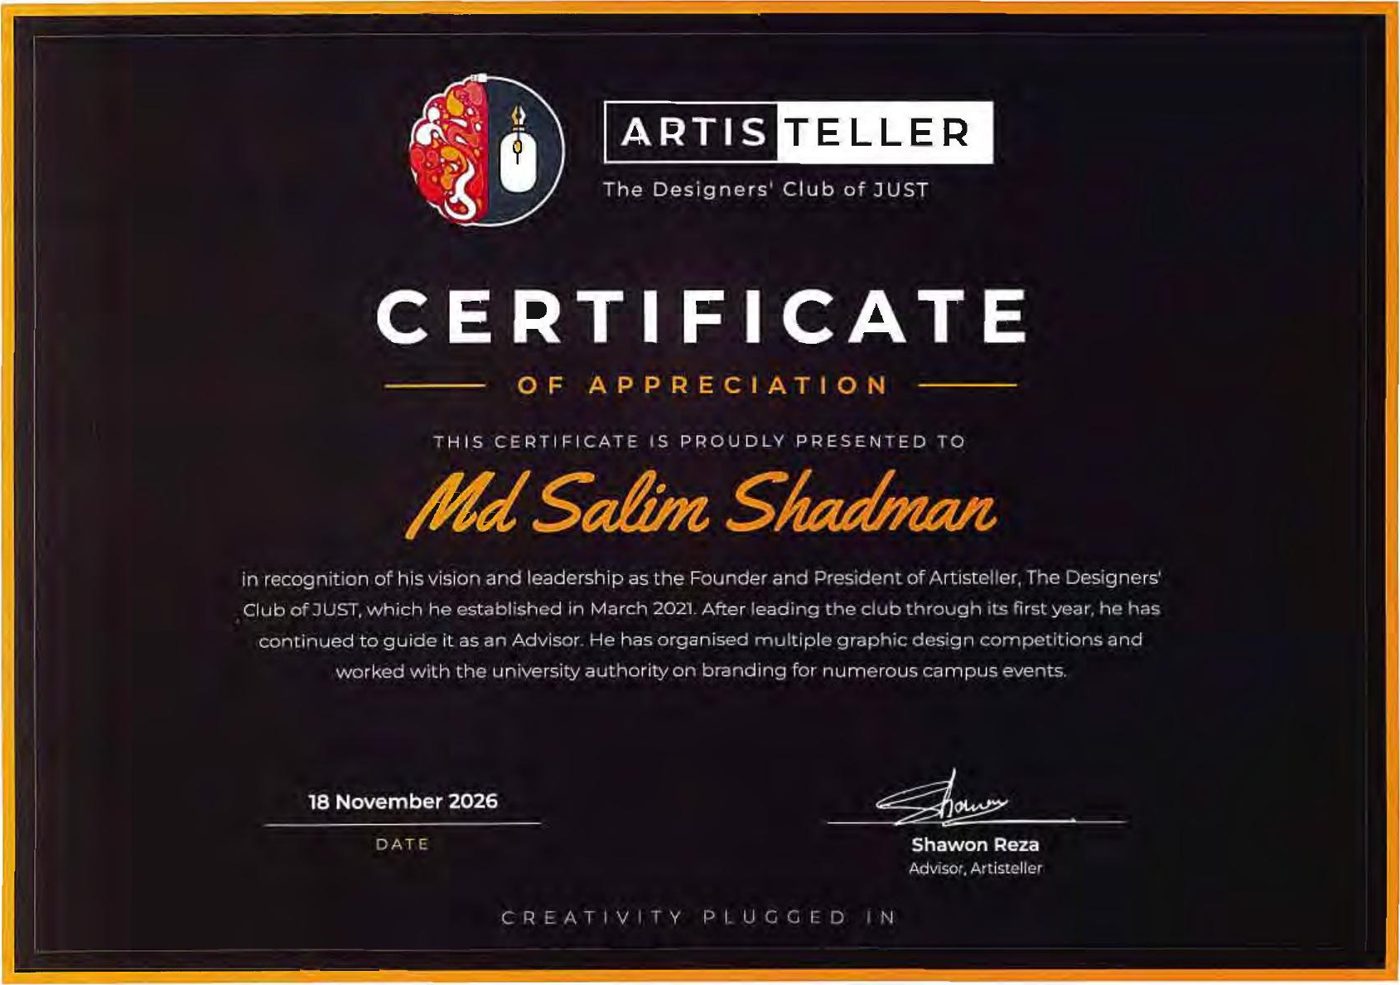 ARTISTELLER
The Designers' Club of JUST
CERTIFICATE
OF APPRECIATION
THIS CERTIFICATE IS PROUDLY PRESENTED TO
Md Salim Shadman
in recognition of his vision and leadership as the Founder and President of Artisteller, The Designers'
Club of JUST, which he established in March 2021. After leading the club through its first year, he has
continued to guide it as an Advisor. He has organised multiple graphic design competitions and
worked with the university authority on branding for numerous campus events.
18 November 2026
DATE
Shawon
Shawon Reza
Advisor, Artisteller
CREATIVITY PLUGGED IN